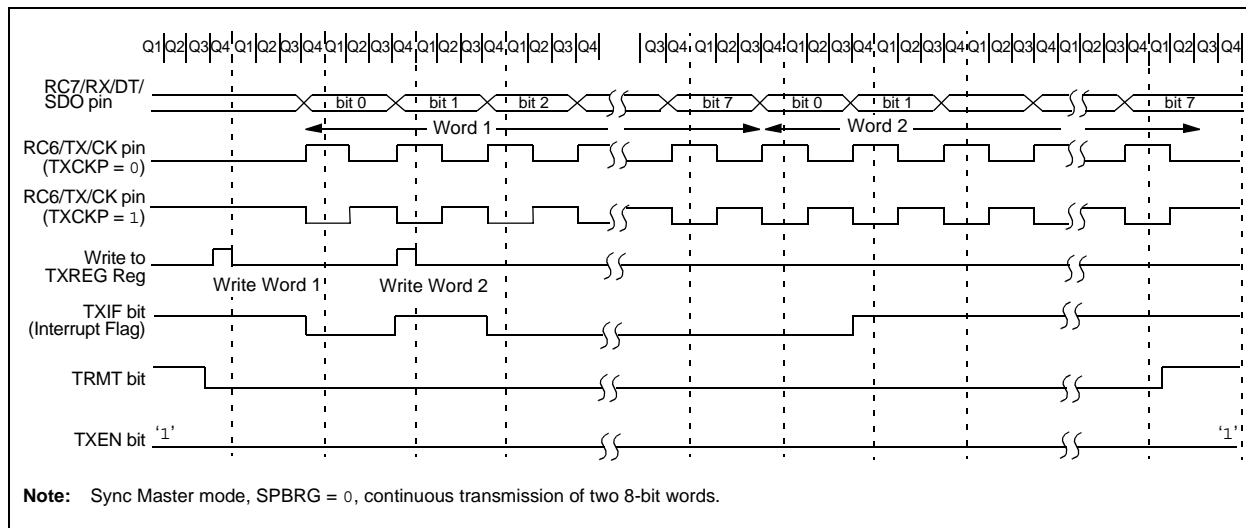 Q1 Q2 Q3 Q4 Q1 Q2 Q3 Q4 Q1 Q2 Q3 Q4 Q1 Q2 Q3 Q4 Q1 Q2 Q3 Q4 Q3 Q4 Q1 Q2 Q3 Q4 Q1 Q2 Q3 Q4 Q1 Q2 Q3 Q4 Q1 Q2 Q3 Q4 Q1 Q2 Q3 Q4 Q1 Q2 Q3 Q4
RC7/RX/DT/
SDO pin
bit 0 bit 1 bit 2 bit 7 bit 0 bit 1 bit 7
Word 1 Word 2
RC6/TX/CK pin
(TXCKP = 0)
RC6/TX/CK pin
(TXCKP = 1)
Write to
TXREG Reg
Write Word 1 Write Word 2
TXIF bit
(Interrupt Flag)
TRMT bit
TXEN bit ‘1’ ‘1’
Note: Sync Master mode, SPBRG = 0, continuous transmission of two 8-bit words.